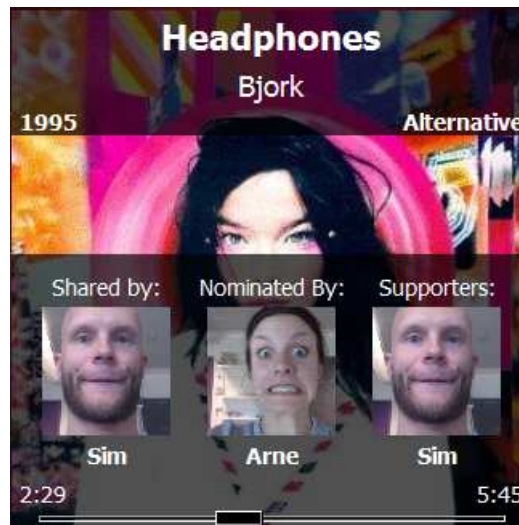 Headphones
Bjork
1995 Alternative
Shared by: Nominated By: Supporters:
Sim Arne Sim
2:29 5:45